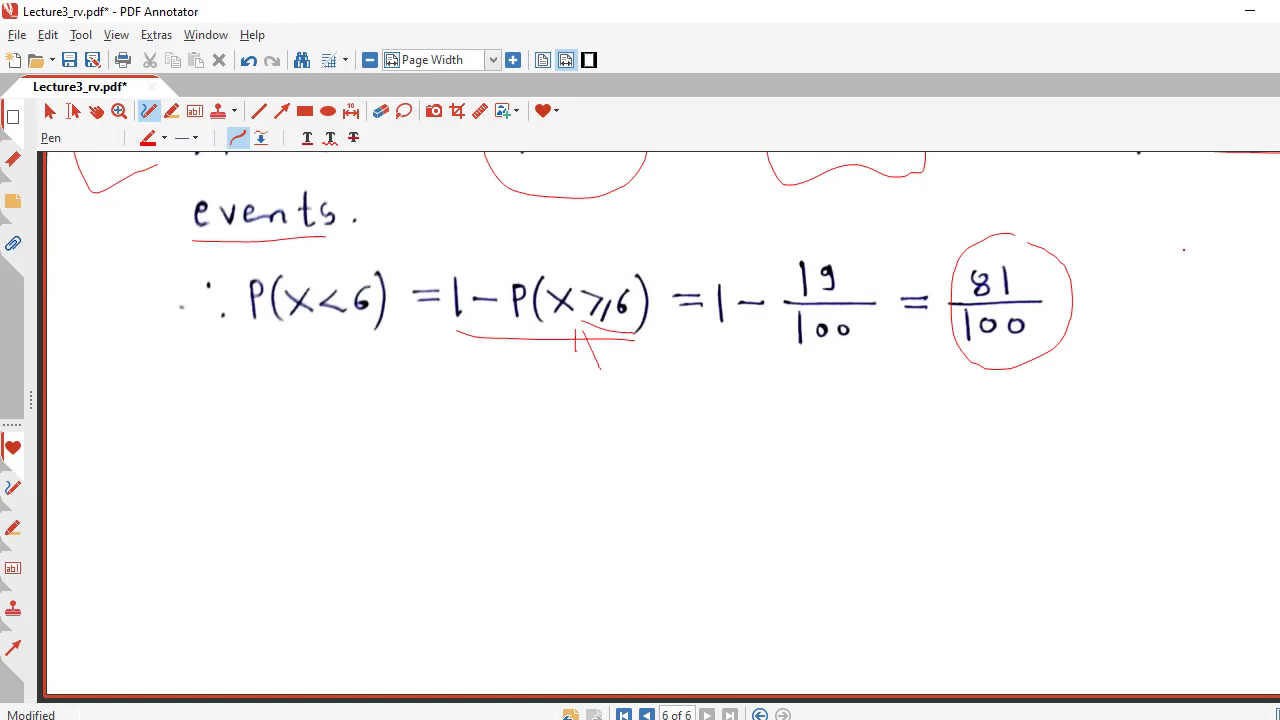 Lecture3_rv.pdf* - PDF Annotator
File Edit Tool View Extras Window Help
Page Width
Lecture3_rv.pdf*
Pen
events.
∴ P(X<6) = 1 - P(X⩾6) = 1 - 19/100 = 81/100
Modified
6 of 6